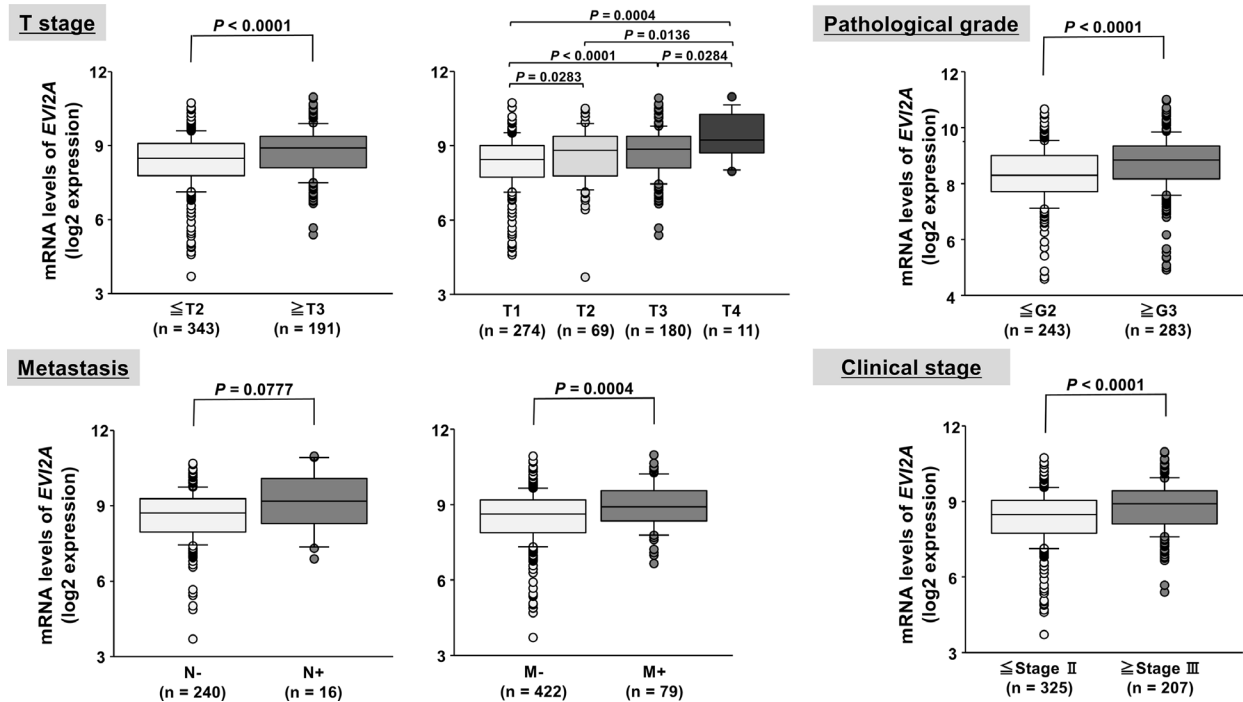 T stage
P < 0.0001
12
9
6
3
mRNA levels of EVI2A
(log2 expression)
≦T2
(n = 343)
≧T3
(n = 191)
P = 0.0004
P = 0.0136
P < 0.0001
P = 0.0284
P = 0.0283
12
9
6
3
T1
(n = 274)
T2
(n = 69)
T3
(n = 180)
T4
(n = 11)
Pathological grade
P < 0.0001
12
10
8
6
4
mRNA levels of EVI2A
(log2 expression)
≦G2
(n = 243)
≧G3
(n = 283)
Metastasis
P = 0.0777
12
9
6
3
mRNA levels of EVI2A
(log2 expression)
N-
(n = 240)
N+
(n = 16)
P = 0.0004
12
9
6
3
M-
(n = 422)
M+
(n = 79)
Clinical stage
P < 0.0001
12
9
6
3
mRNA levels of EVI2A
(log2 expression)
≦Stage Ⅱ
(n = 325)
≧Stage Ⅲ
(n = 207)